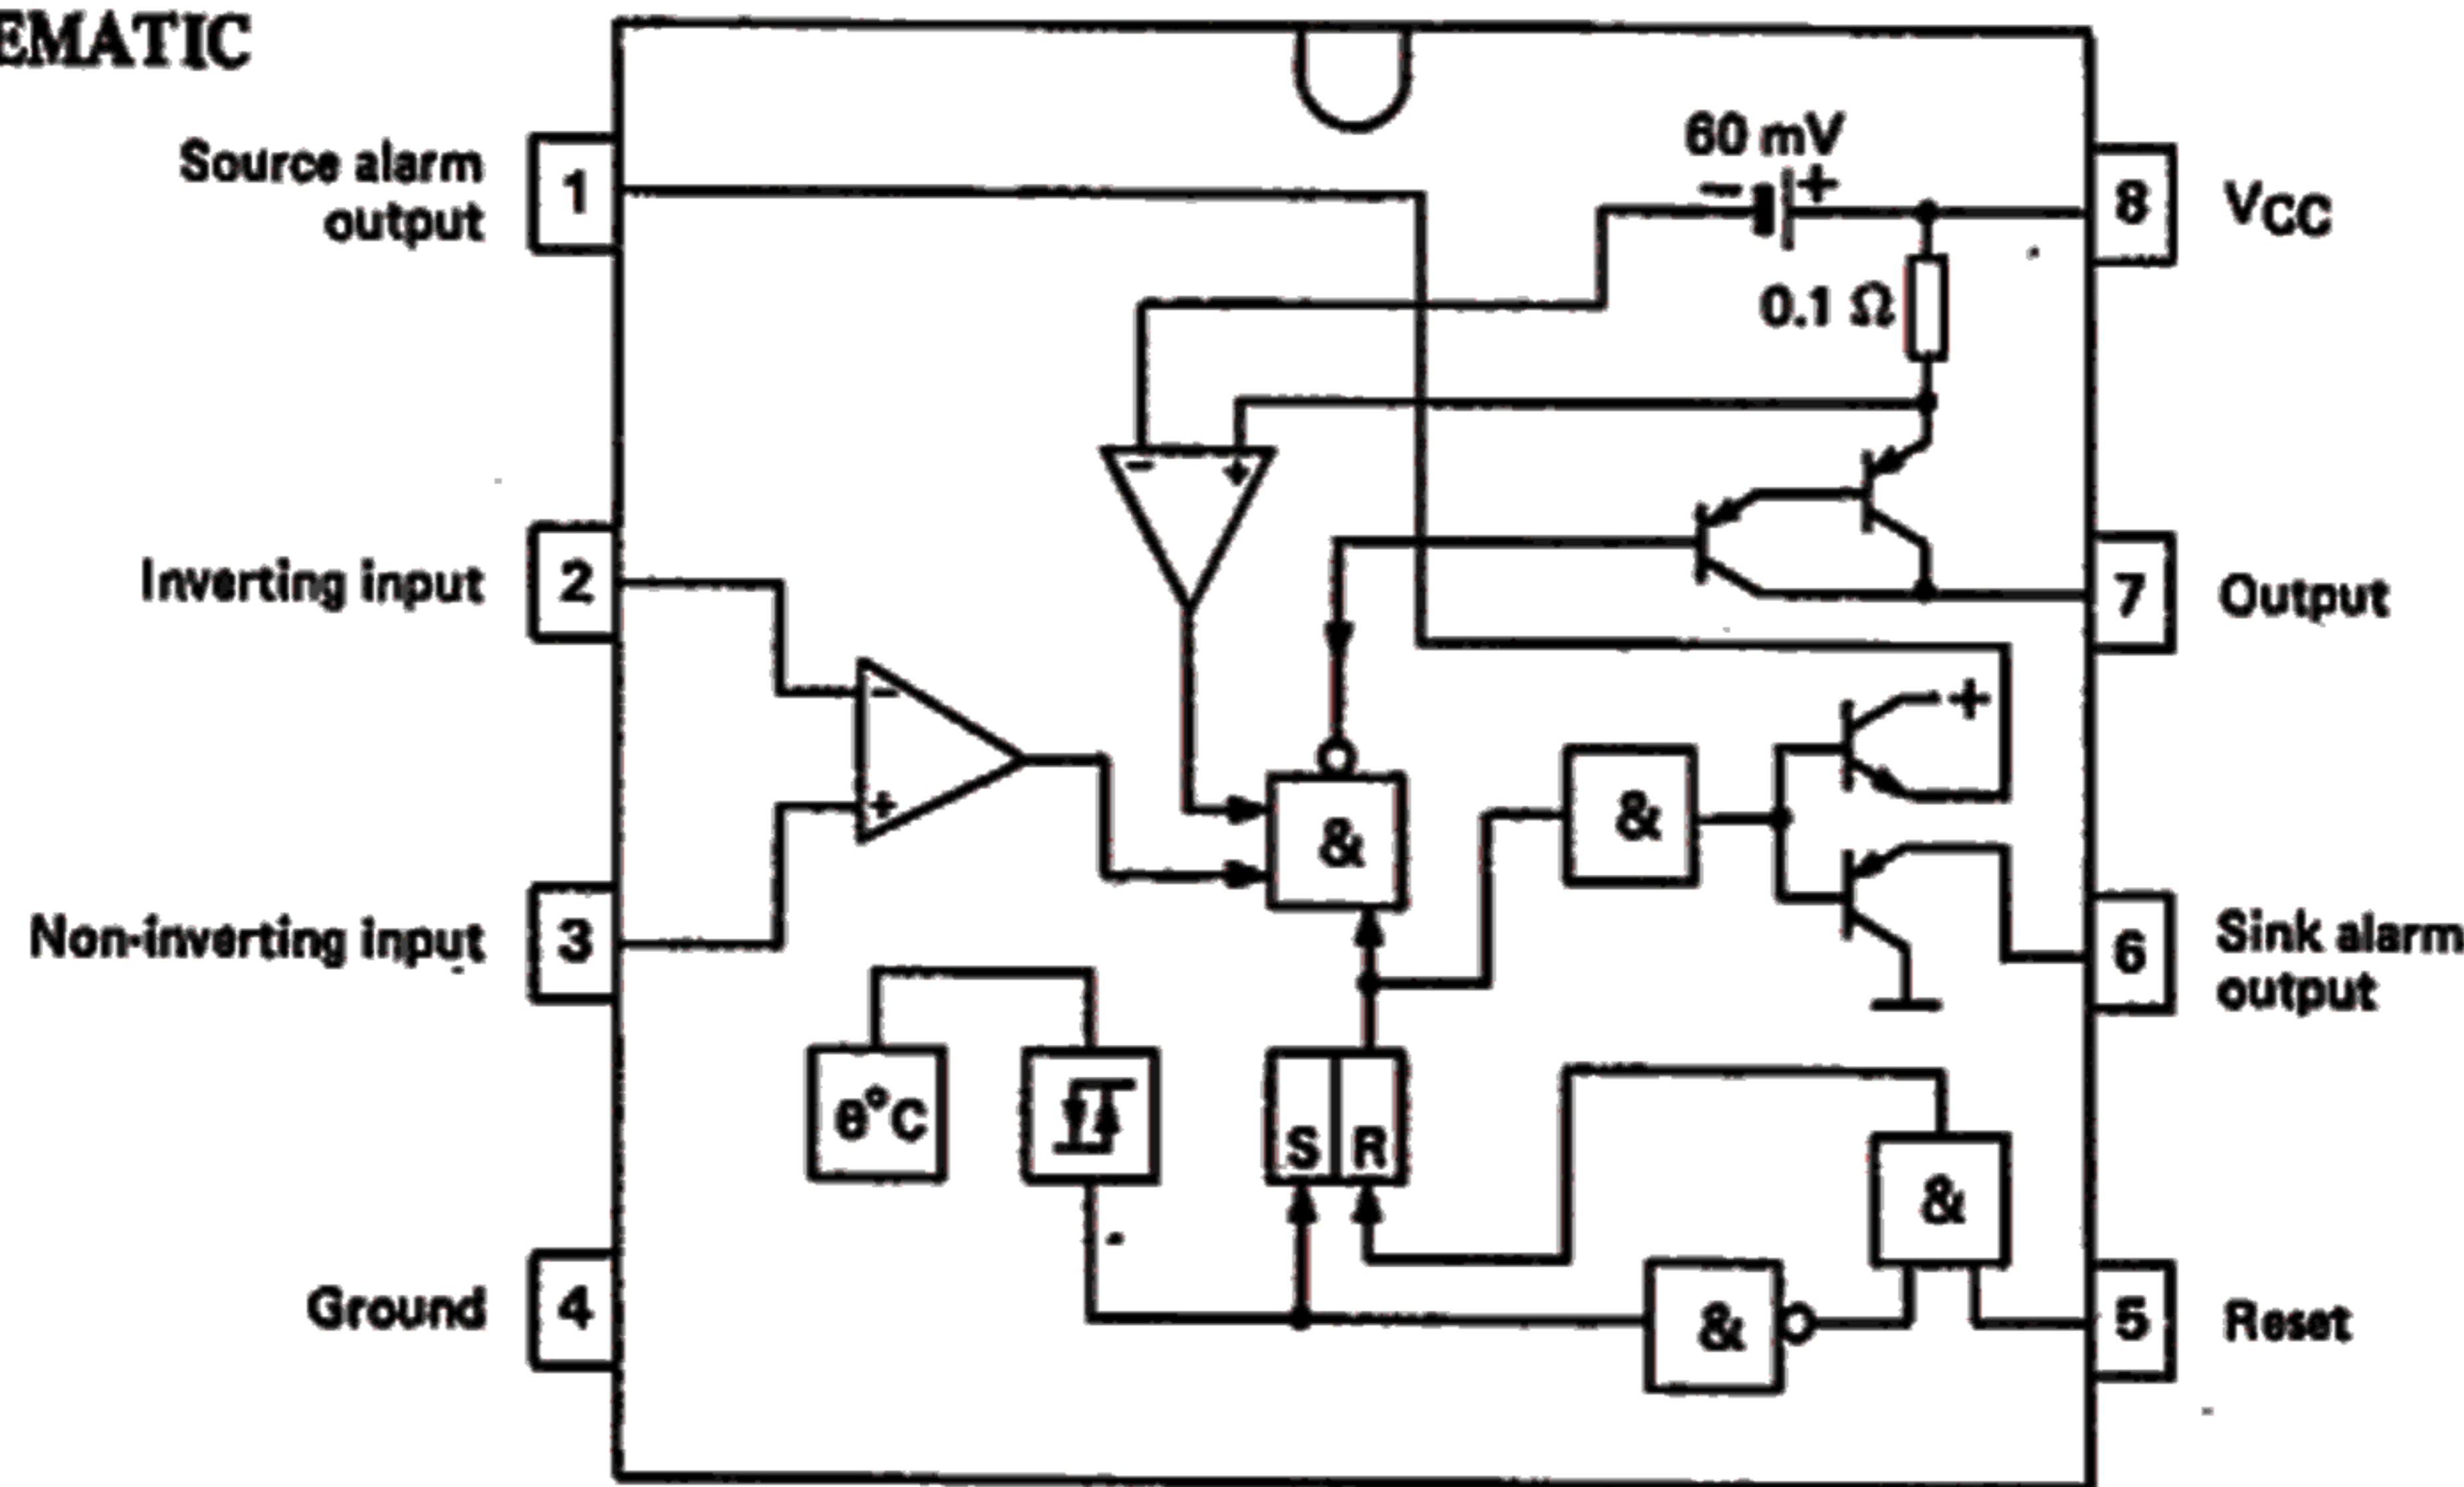 EMATIC
Source alarm
output
1
60 mV
- +
8
VCC
0.1 Ω
- +
Inverting input
2
7
Output
-
+
+
&
&
Non-inverting input
3
6
Sink alarm
output
θ°C
S R
&
Ground
4
&
5
Reset